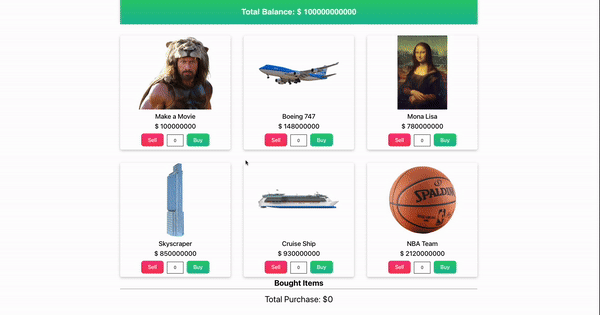 Total Balance: $ 100000000000
Make a Movie
$ 100000000
Sell 0 Buy
Boeing 747
$ 148000000
Sell 0 Buy
Mona Lisa
$ 780000000
Sell 0 Buy
Skyscraper
$ 850000000
Sell 0 Buy
Cruise Ship
$ 930000000
Sell 0 Buy
SPALDING
NBA Team
$ 2120000000
Sell 0 Buy
Bought Items
Total Purchase: $0